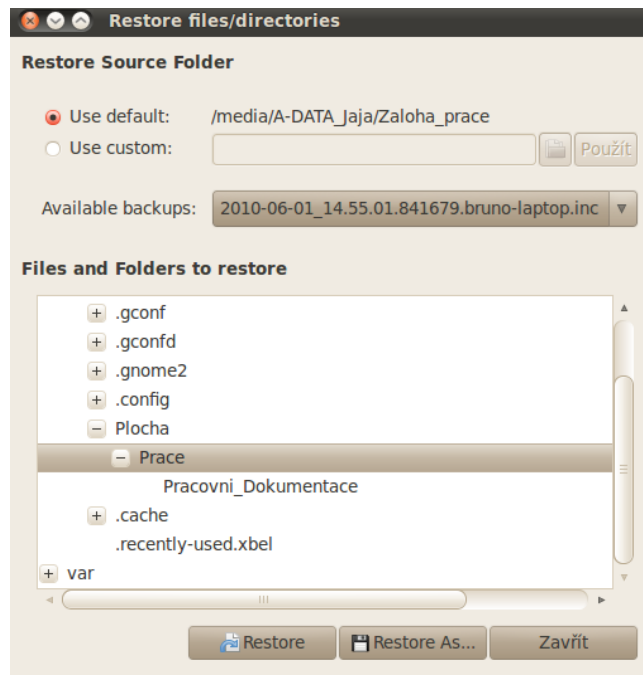 Restore files/directories
Restore Source Folder
Use default: /media/A-DATA_Jaja/Zaloha_prace
Use custom: Použít
Available backups: 2010-06-01_14.55.01.841679.bruno-laptop.inc
Files and Folders to restore
.gconf
.gconfd
.gnome2
.config
Plocha
Prace
Pracovni_Dokumentace
.cache
.recently-used.xbel
var
Restore Restore As... Zavřít